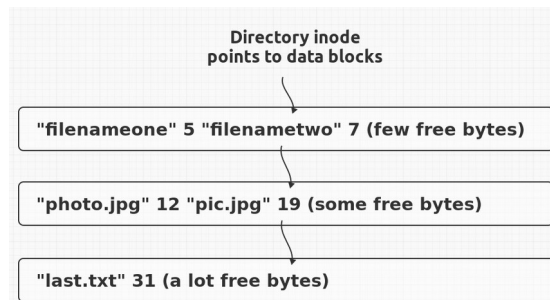 Directory inode
points to data blocks
"filenameone" 5 "filenametwo" 7 (few free bytes)
"photo.jpg" 12 "pic.jpg" 19 (some free bytes)
"last.txt" 31 (a lot free bytes)